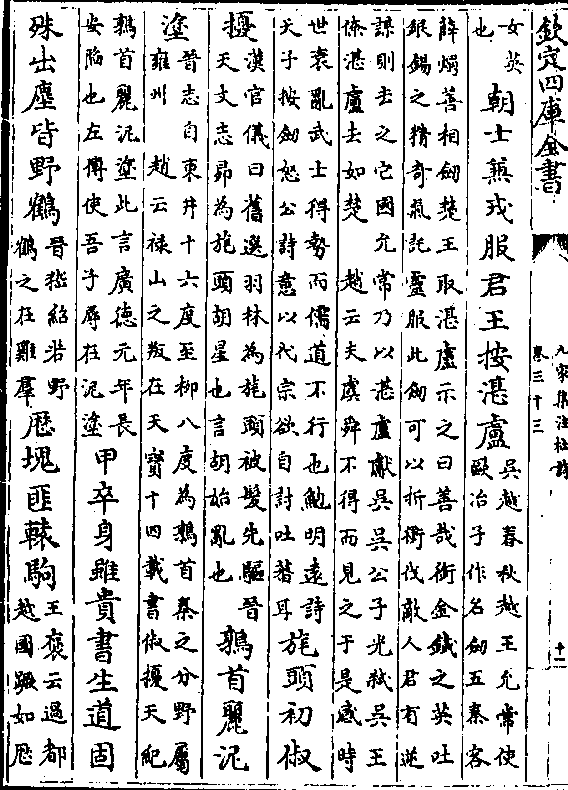 欽定四庫全書
九家集注杜詩
卷三十三
十一
女英
也
朝士兼戎服君王按湛盧
吳越春秋越王允常使
歐冶子作名劒五秦客
薛燭善相劒楚王取湛盧示之曰善哉銜金鐵之英吐
銀錫之精奇氣託靈服此劒可以折衝伐敵人君有逆
諒則去之它國允常乃以湛盧獻吳吳公子光弒吳王
僚湛盧去如楚 趙云夫虞舜不得而見之于是感時
世衰亂武士得勢而儒道不行也鮑明遠詩
天子按劒怒公詩意以代宗欲自討吐蕃耳
旄頭初俶
擾
漢官儀曰舊選羽林為旄頭被髮先驅晉
天文志昴為旄頭胡星也言胡始亂也
鶉首麗泥
塗
晉志自東井十六度至柳八度為鶉首秦之分野屬
雍州 趙云祿山之叛在天寳十四載書俶擾天紀
鶉首麗泥塗此言廣德元年長
安陷也左傳使吾子辱在泥塗
甲卒身雖貴書生道固
殊出塵皆野鶴
晉嵇紹若野
鶴之在雞羣
歴塊匪轅駒
王褒云過都
越國蹶如歴